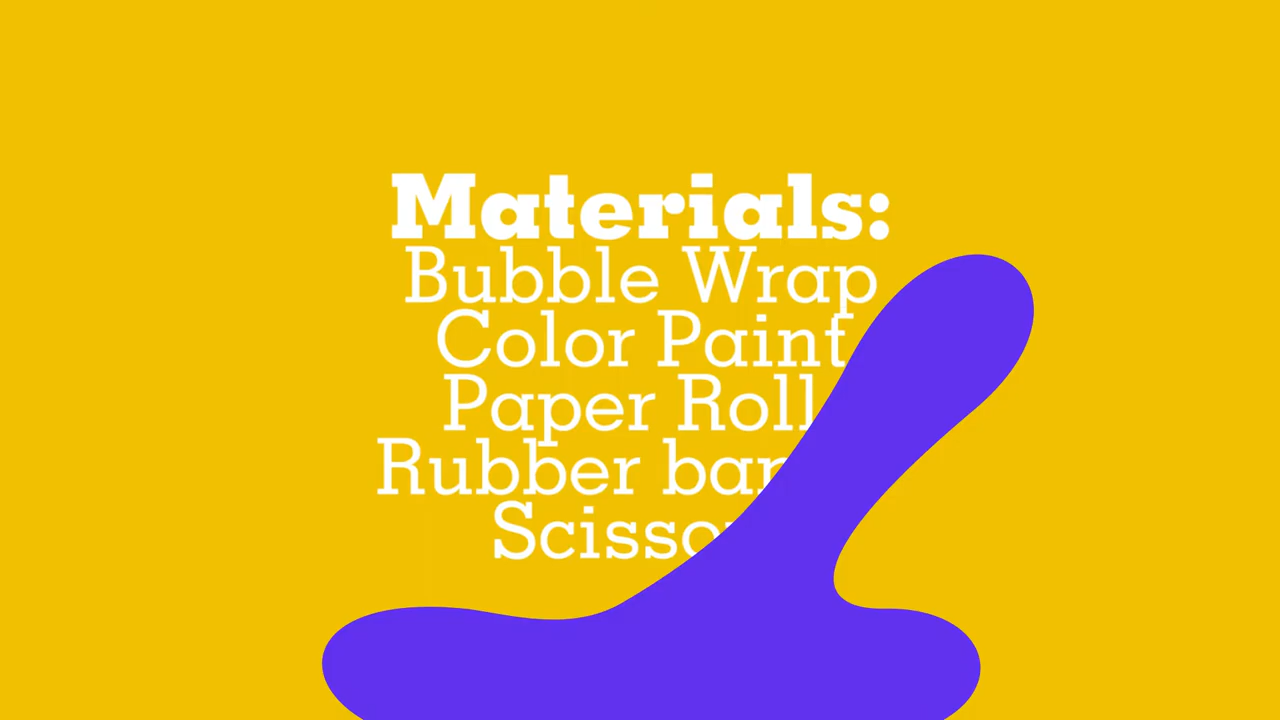 Materials:
Bubble Wrap
Color Paint
Paper Roll
Rubber